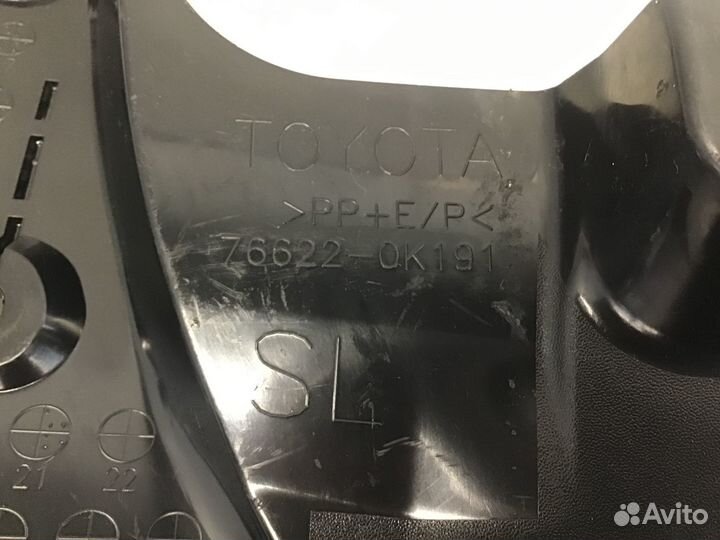 TOYOTA
>PP+E/P<
76622-0K191
SL
21
22
Avito